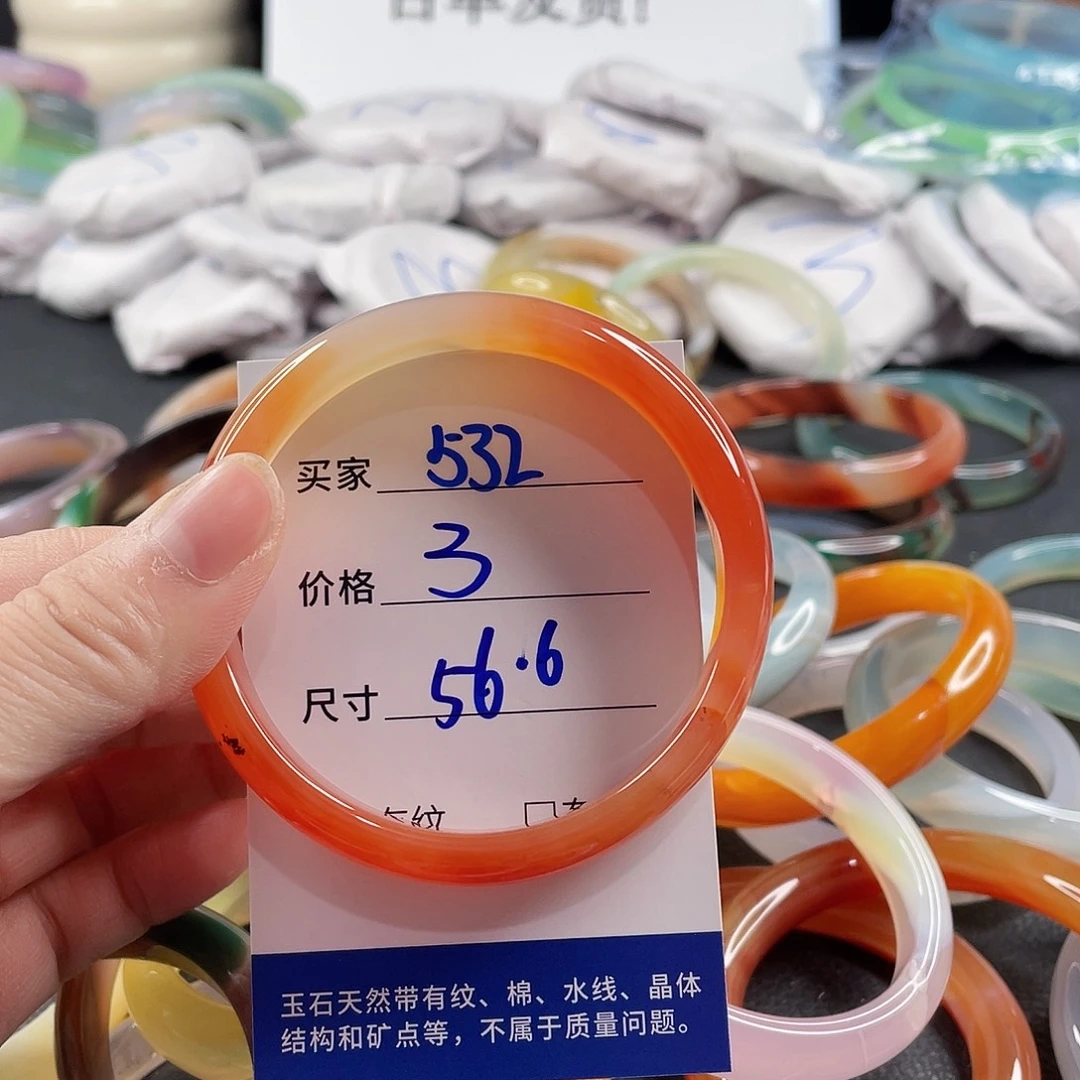 买家 532
价格 3
尺寸 56.6
玉石天然带有纹、棉、水线、晶体
结构和矿点等，不属于质量问题。